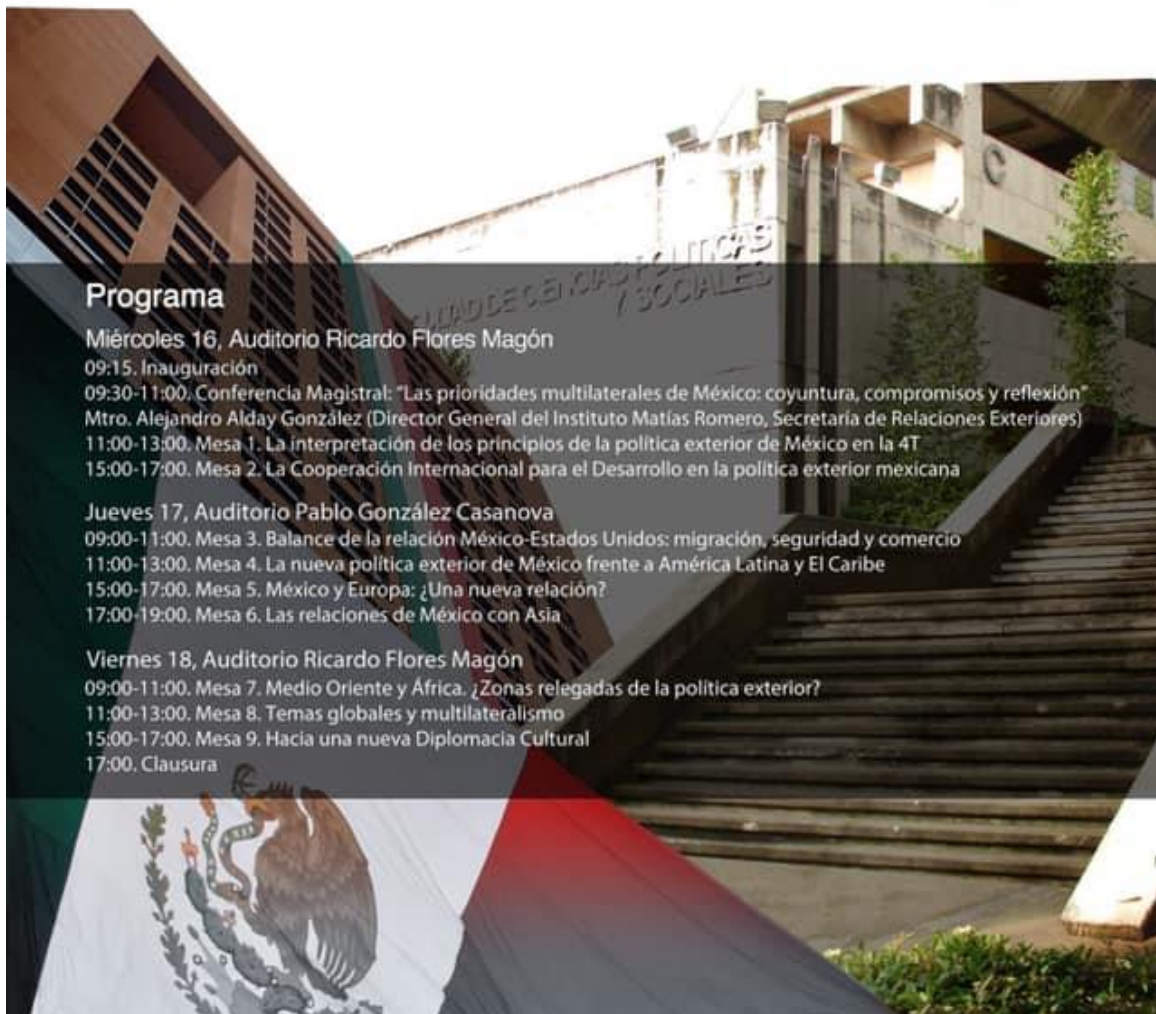 C
FACULTAD DE CIENCIAS POLITICAS
Y SOCIALES
Programa
Miércoles 16, Auditorio Ricardo Flores Magón
09:15. Inauguración
09:30-11:00. Conferencia Magistral: "Las prioridades multilaterales de México: coyuntura, compromisos y reflexión"
Mtro. Alejandro Alday González (Director General del Instituto Matías Romero, Secretaría de Relaciones Exteriores)
11:00-13:00. Mesa 1. La interpretación de los principios de la política exterior de México en la 4T
15:00-17:00. Mesa 2. La Cooperación Internacional para el Desarrollo en la política exterior mexicana
Jueves 17, Auditorio Pablo González Casanova
09:00-11:00. Mesa 3. Balance de la relación México-Estados Unidos: migración, seguridad y comercio
11:00-13:00. Mesa 4. La nueva política exterior de México frente a América Latina y El Caribe
15:00-17:00. Mesa 5. México y Europa: ¿Una nueva relación?
17:00-19:00. Mesa 6. Las relaciones de México con Asia
Viernes 18, Auditorio Ricardo Flores Magón
09:00-11:00. Mesa 7. Medio Oriente y África. ¿Zonas relegadas de la política exterior?
11:00-13:00. Mesa 8. Temas globales y multilateralismo
15:00-17:00. Mesa 9. Hacia una nueva Diplomacia Cultural
17:00. Clausura